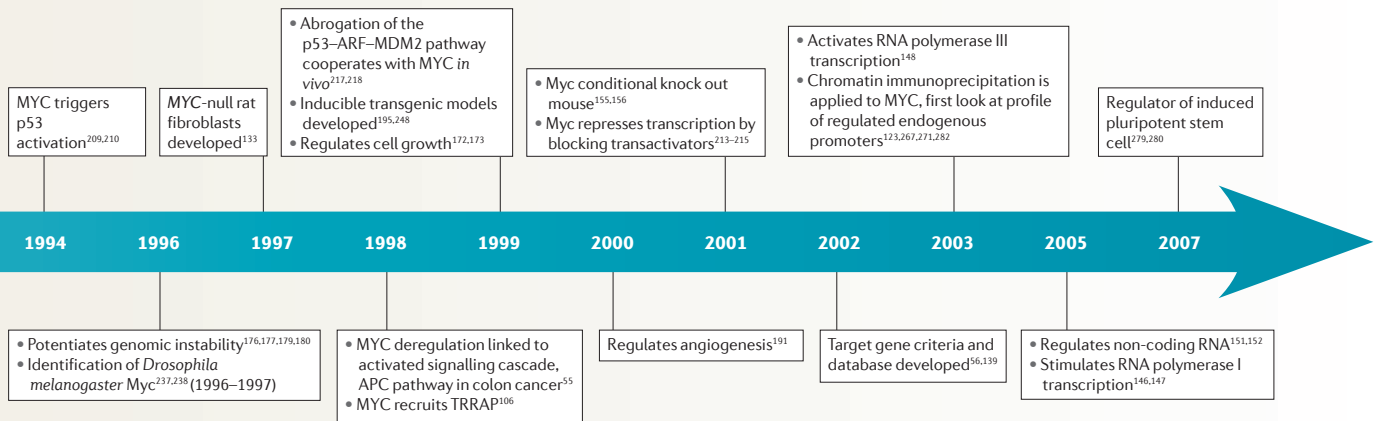 MYC triggers
p53
activation209,210
MYC-null rat
fibroblasts
developed133
• Abrogation of the
p53–ARF–MDM2 pathway
cooperates with MYC in
vivo217,218
• Inducible transgenic models
developed195,248
• Regulates cell growth172,173
• Myc conditional knock out
mouse155,156
• Myc represses transcription by
blocking transactivators213–215
• Activates RNA polymerase III
transcription148
• Chromatin immunoprecipitation is
applied to MYC, first look at profile
of regulated endogenous
promoters123,267,271,282
Regulator of induced
pluripotent stem
cell279,280
1994 1996 1997 1998 1999 2000 2001 2002 2003 2005 2007
• Potentiates genomic instability176,177,179,180
• Identification of Drosophila
melanogaster Myc237,238 (1996–1997)
• MYC deregulation linked to
activated signalling cascade,
APC pathway in colon cancer55
• MYC recruits TRRAP106
Regulates angiogenesis191
Target gene criteria and
database developed56,139
• Regulates non-coding RNA151,152
• Stimulates RNA polymerase I
transcription146,147